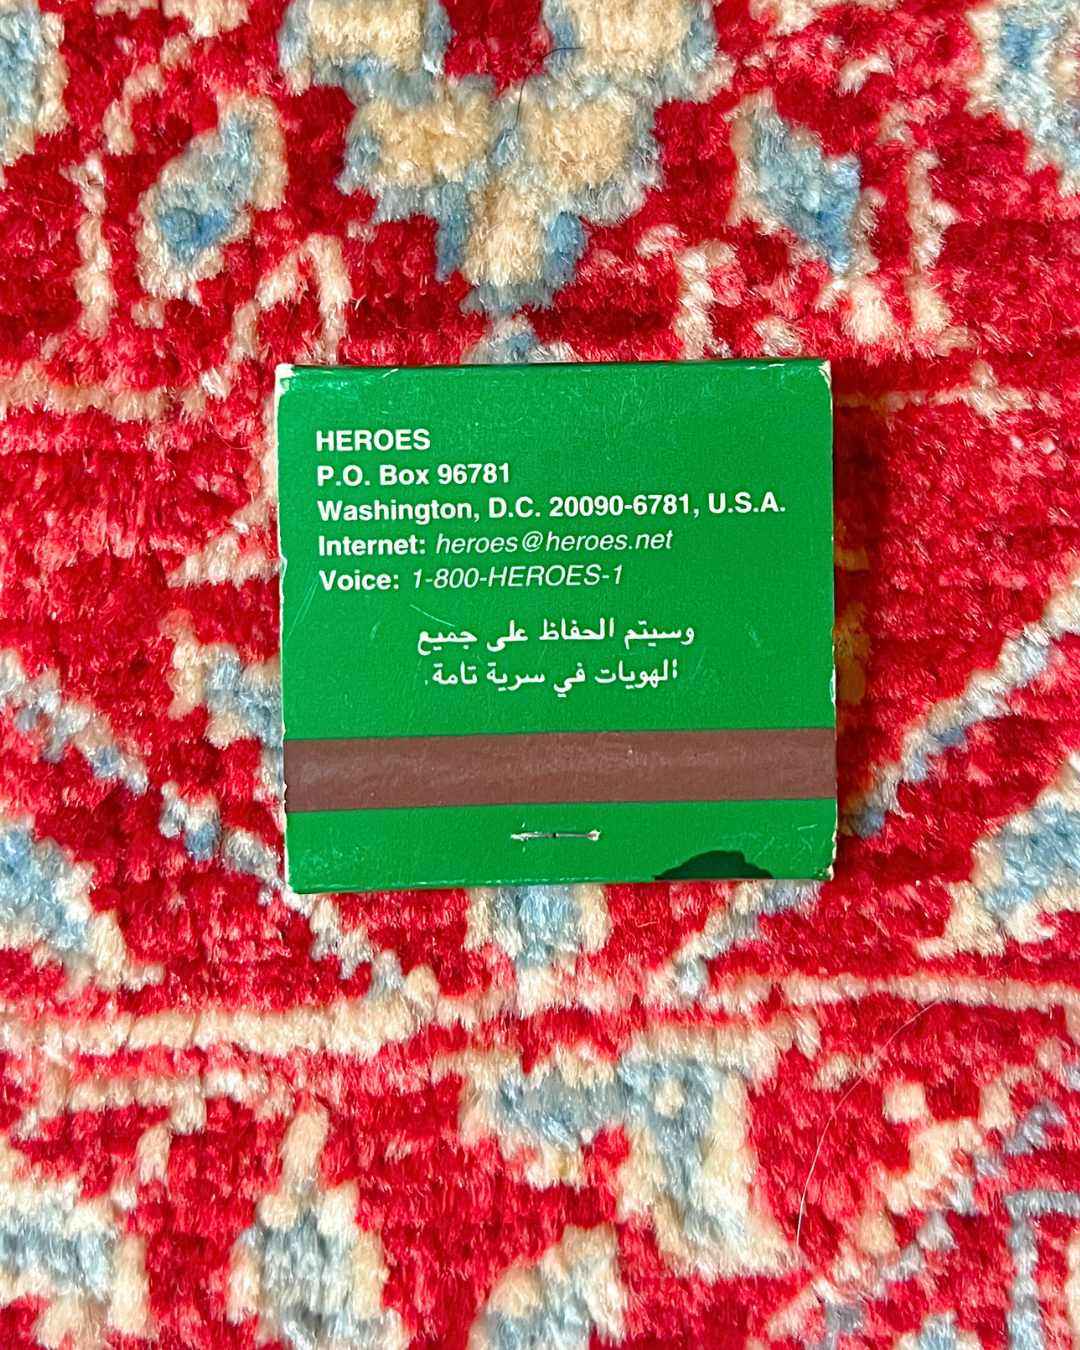 HEROES
P.O. Box 96781
Washington, D.C. 20090-6781, U.S.A.
Internet: heroes@heroes.net
Voice: 1-800-HEROES-1
وسيتم الحفاظ على جميع
الهويات في سرية تامة.